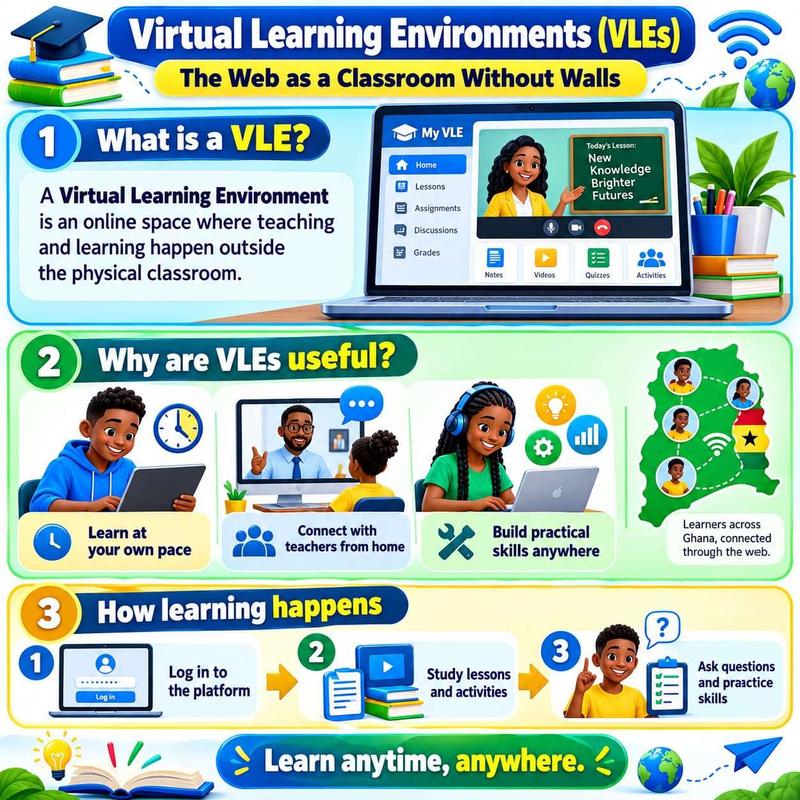 Virtual Learning Environments (VLEs)
The Web as a Classroom Without Walls
1 What is a VLE?
A Virtual Learning Environment
is an online space where teaching
and learning happen outside
the physical classroom.
My VLE
Home
Lessons
Assignments
Discussions
Grades
Today's Lesson:
New
Knowledge
Brighter
Futures
Notes
Videos
Quizzes
Activities
2 Why are VLEs useful?
Learn at
your own pace
Connect with
teachers from home
Build practical
skills anywhere
Learners across
Ghana, connected
through the web.
3 How learning happens
1
Log in
Log in to
the platform
2
Study lessons
and activities
3
?
Ask questions
and praactice
skills
Learn anytime, anywhere.